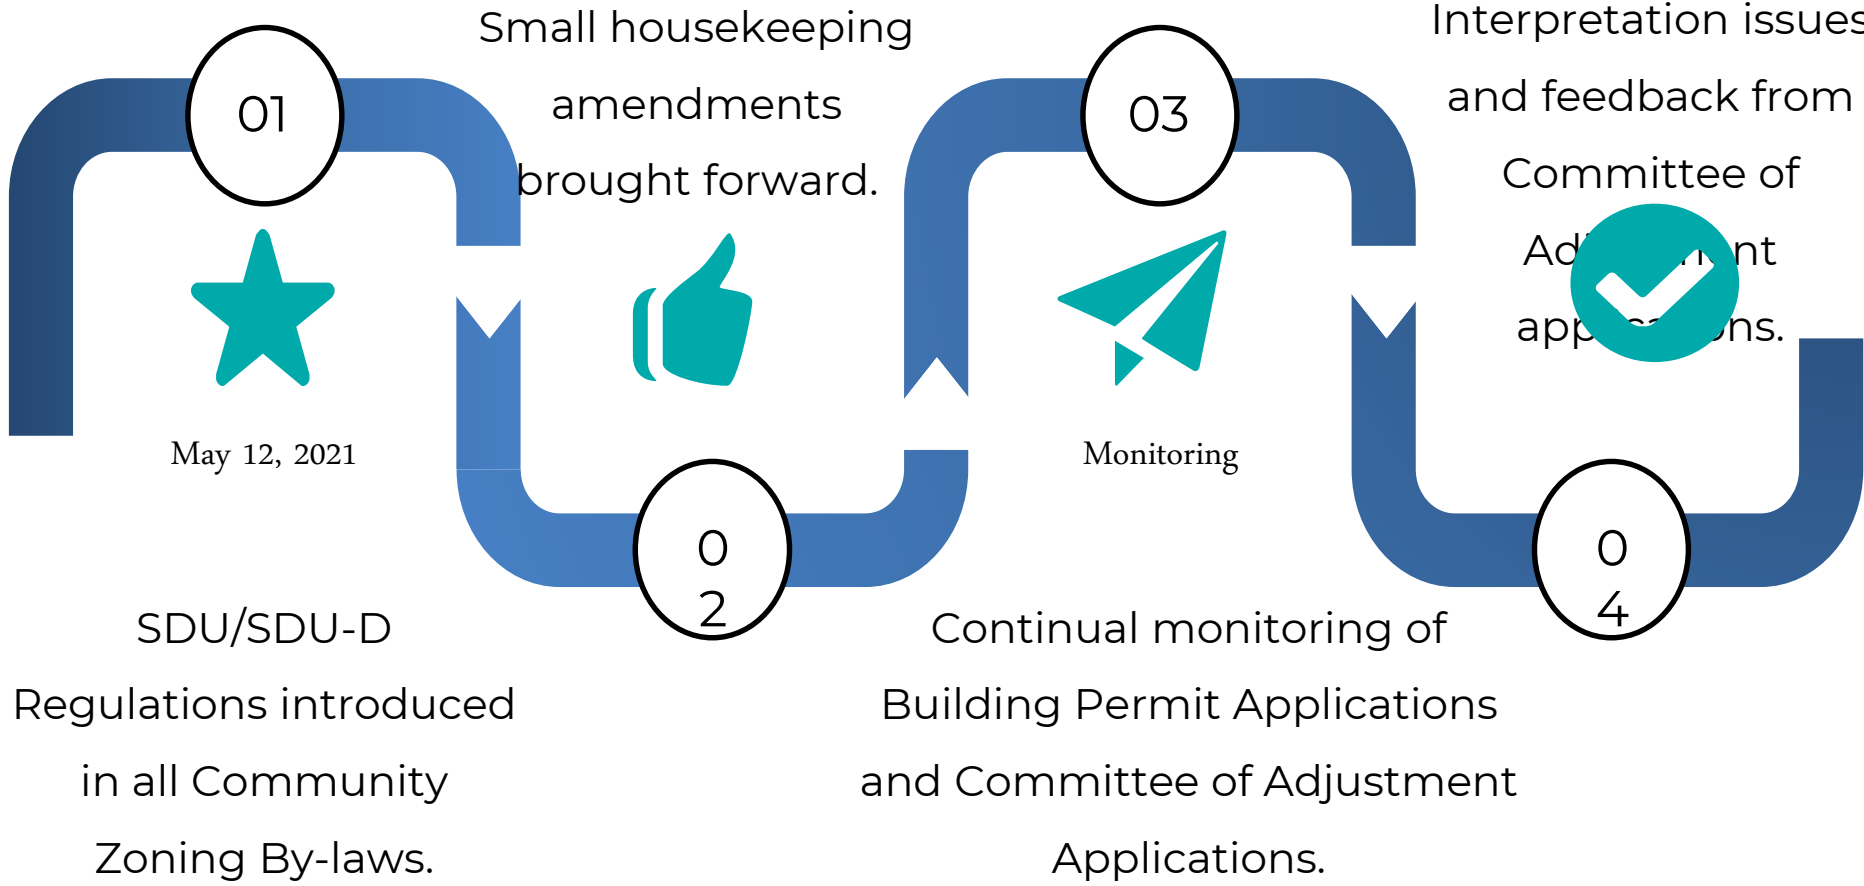 01
May 12, 2021
SDU/SDU-D
Regulations introduced
in all Community
Zoning By-laws.
Small housekeeping
amendments
brought forward.
0
2
03
Monitoring
Continual monitoring of
Building Permit Applications
and Committee of Adjustment
Applications.
Interpretation issues
and feedback from
Committee of
0
4